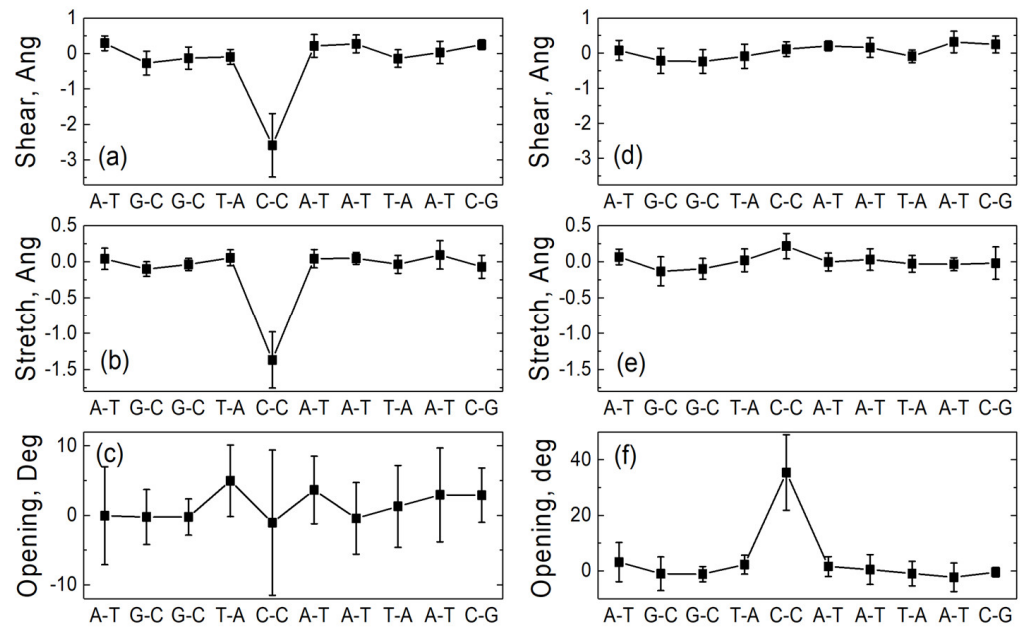 1
0
-1
-2
-3
Shear, Ang
(a)
A-T G-C G-C T-A C-C A-T A-T T-A A-T C-G
0.5
0.0
-0.5
-1.0
-1.5
Stretch, Ang
(b)
A-T G-C G-C T-A C-C A-T A-T T-A A-T C-G
10
0
-10
Opening, Deg
(c)
A-T G-C G-C T-A C-C A-T A-T T-A A-T C-G
1
0
-1
-2
-3
Shear, Ang
(d)
A-T G-C G-C T-A C-C A-T A-T T-A A-T C-G
0.5
0.0
-0.5
-1.0
-1.5
Stretch, Ang
(e)
A-T G-C G-C T-A C-C A-T A-T T-A A-T C-G
40
20
0
Opening, deg
(f)
A-T G-C G-C T-A C-C A-T A-T T-A A-T C-G